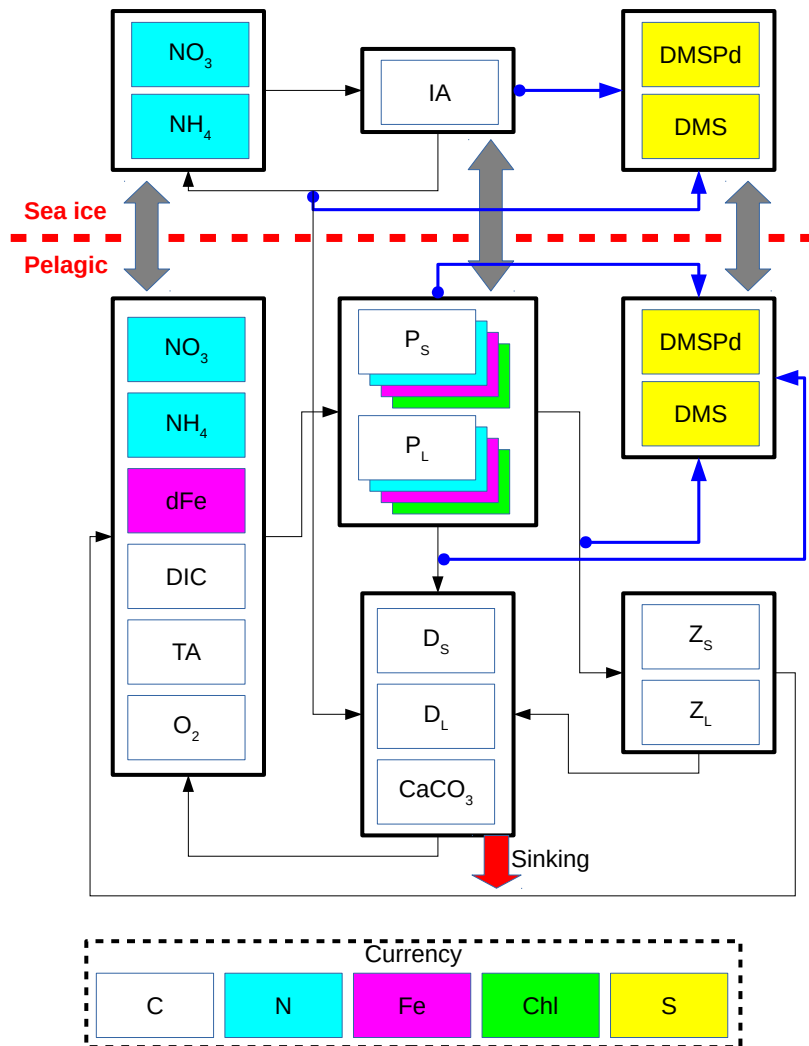 NO3
NH4
IA
DMSPd
DMS
Sea ice
Pelagic
NO3
NH4
dFe
DIC
TA
O2
PS
PL
DMSPd
DMS
DS
DL
CaCO3
ZS
ZL
Sinking
Currency
C N Fe Chl S